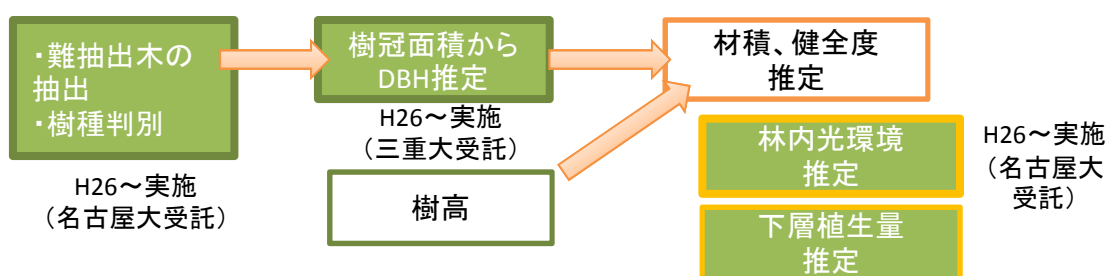 ・難抽出木の
抽出
・樹種判別
H26～実施
（名古屋大受託）
樹冠面積から
DBH推定
H26～実施
（三重大受託）
樹高
材積、健全度
推定
林内光環境
推定
下層植生量
推定
H26～実施
（名古屋大
受託）